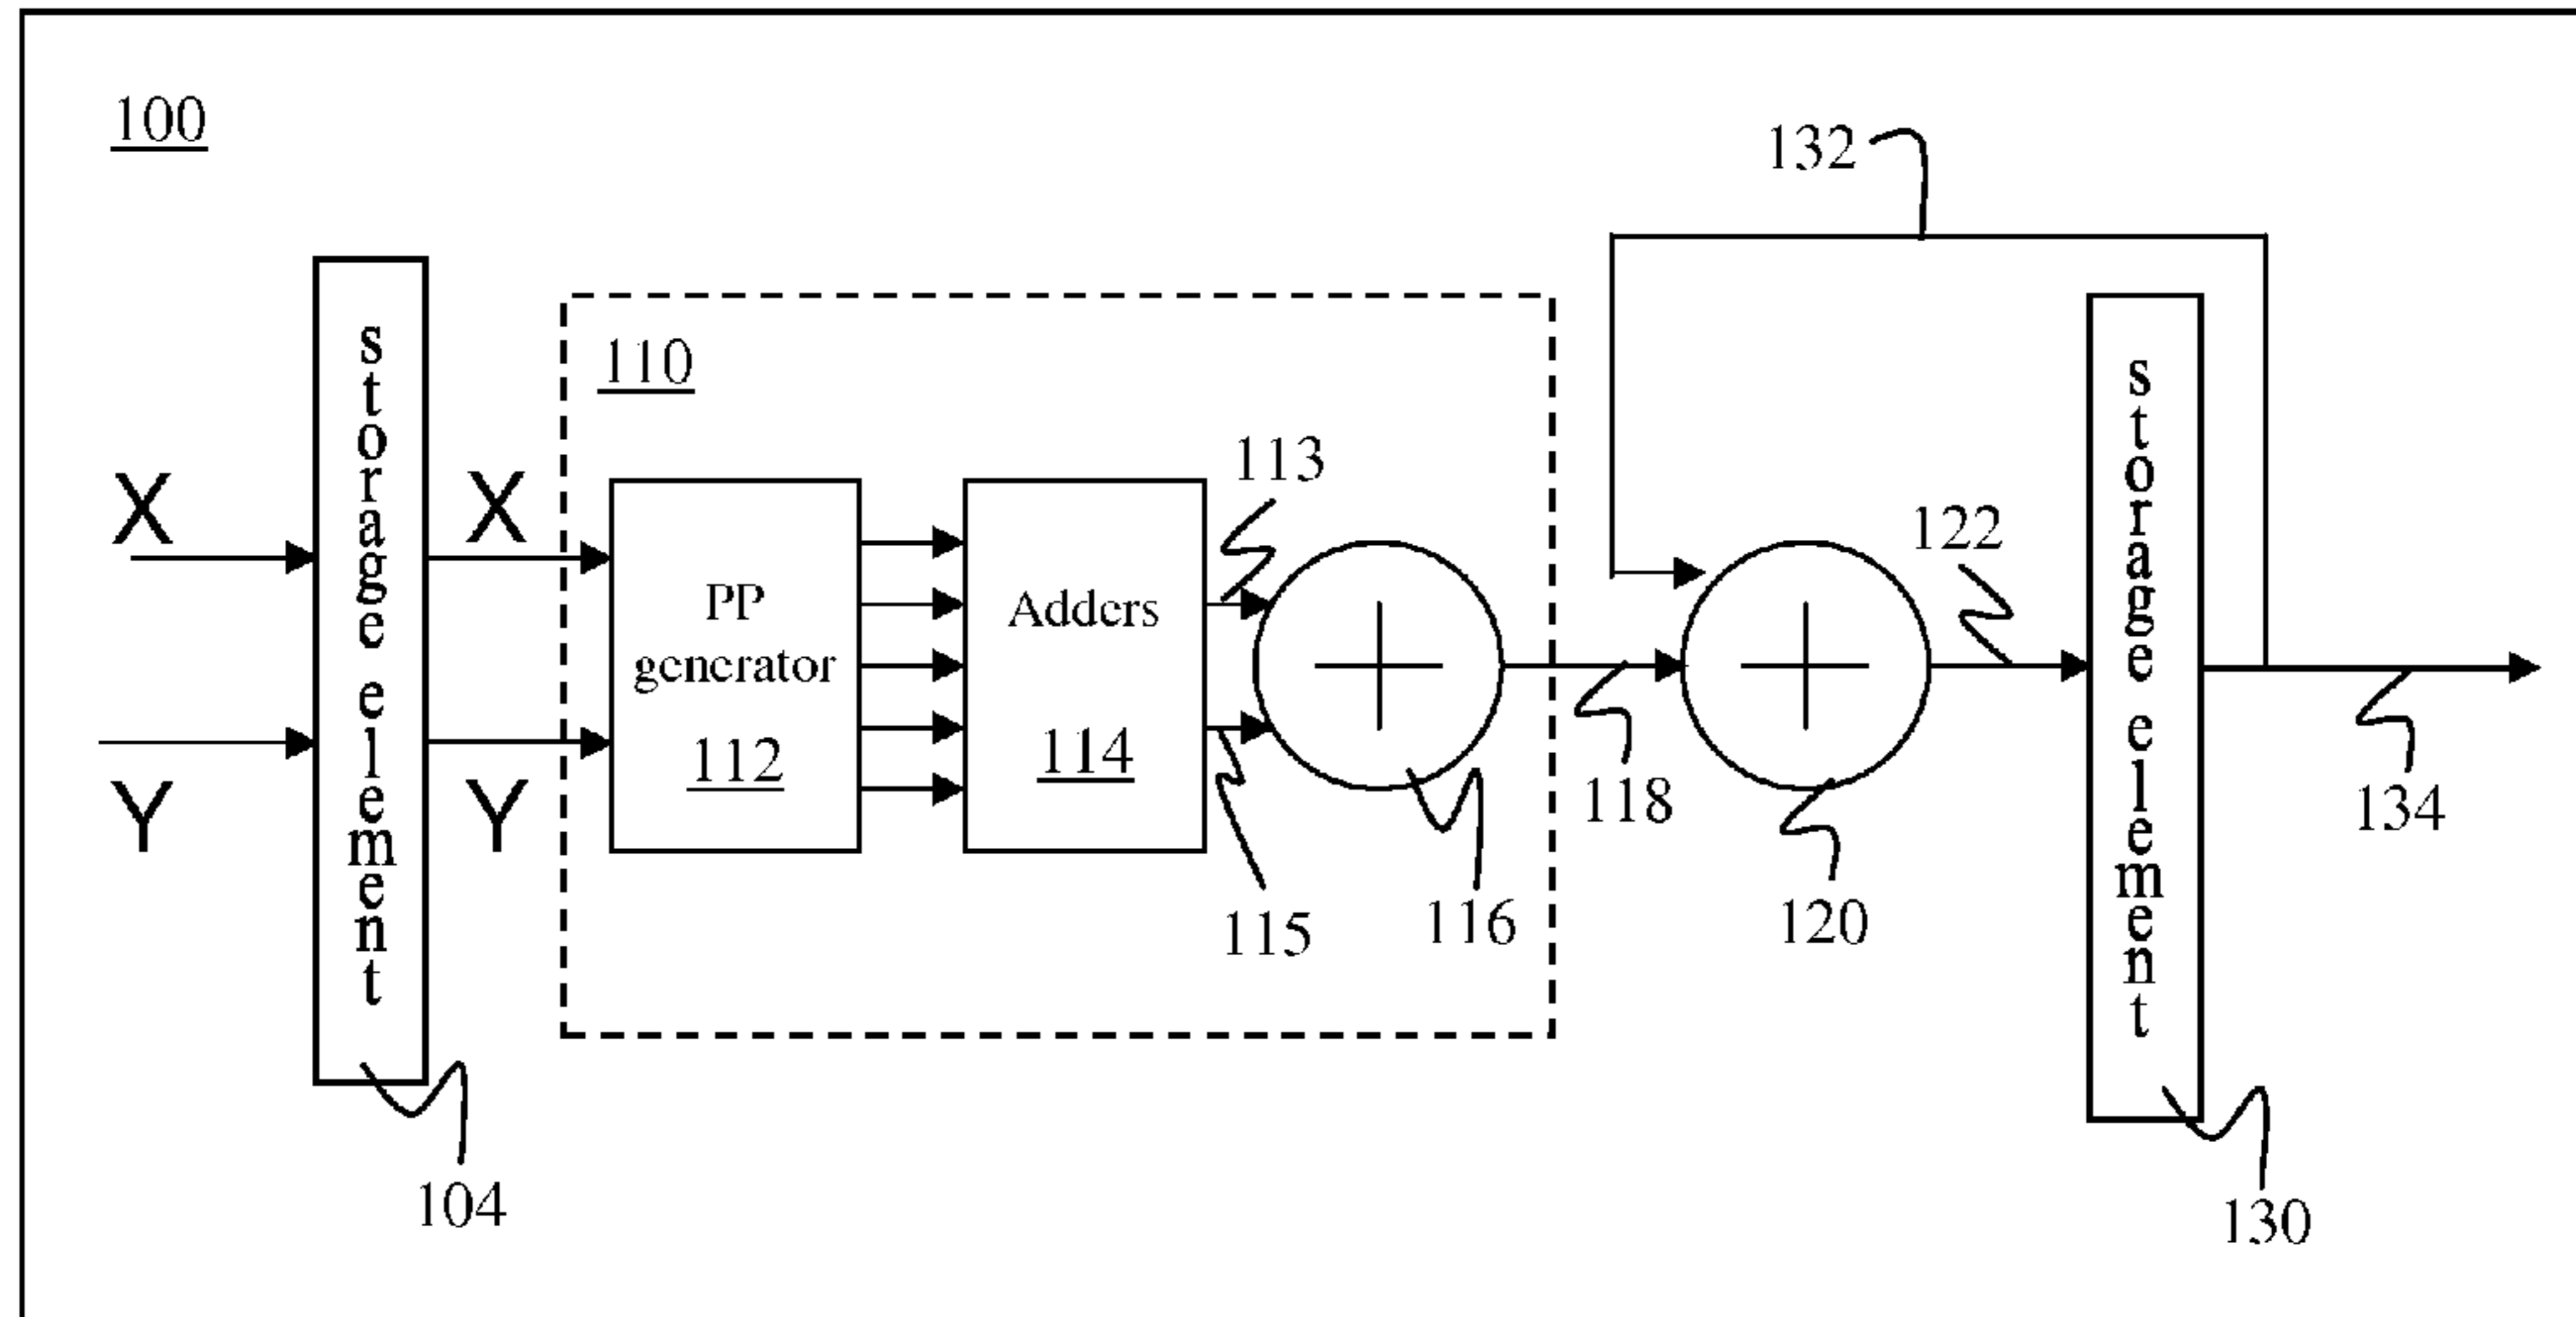 100
132
storage element
110
113
X
X
122
storage element
PP
generator
112
Adders
114
Y
Y
118
134
115
116
120
104
130